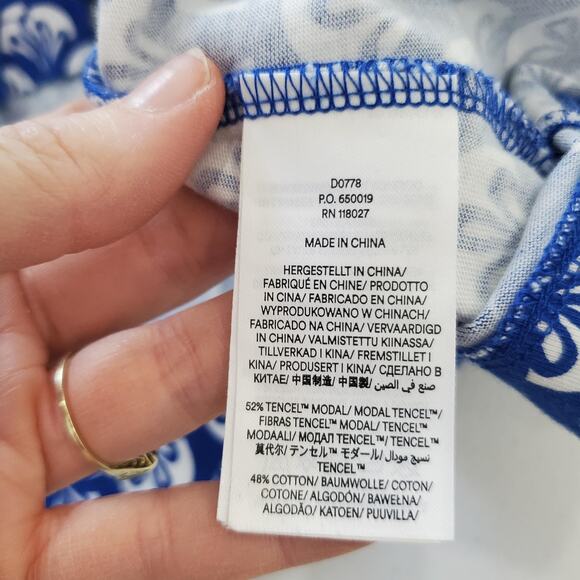 D0778
P.O. 650019
RN 118027
MADE IN CHINA
HERGESTELLT IN CHINA/
FABRIQUÉ EN CHINE/ PRODOTTO
IN CINA/ FABRICADO EN CHINA/
WYPRODUKOWANO W CHINACH/
FABRICADO NA CHINA/ VERVAARDIGD
IN CHINA/ VALMISTETTU KIINASSA/
TILLVERKAD I KINA/ FREMSTILLET I
KINA/ PRODUSERT I KINA/ СДЕЛАНО В
КИТАЕ/ 中国制造/ 中国製/ صنع في الصين/
52% TENCEL™ MODAL/ MODAL TENCEL™/
FIBRAS TENCEL™ MODAL/ TENCEL™
MODAALI/ МОДАЛ TENCEL™/ TENCEL™
莫代尔/ テンセル™ モダール/ نسيج مودال
TENCEL™
48% COTTON/ BAUMWOLLE/ COTON/
COTONE/ ALGODÓN/ BAWEŁNA/
ALGODÃO/ KATOEN/ PUUVILLA/